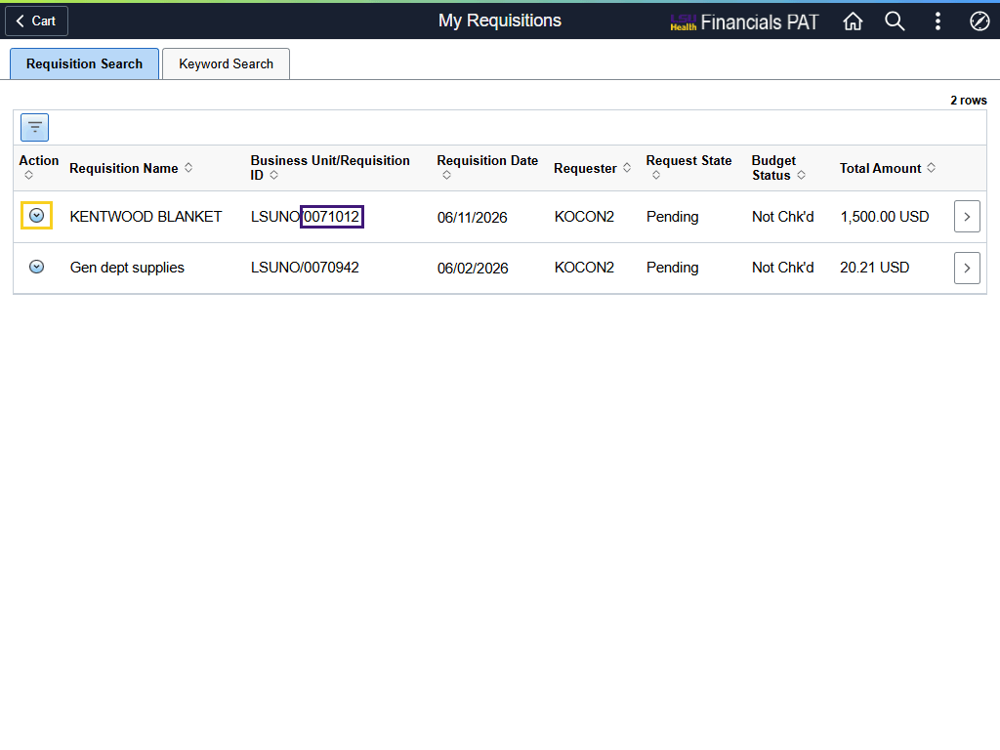 Cart
My Requisitions
LSU Health Financials PAT
Requisition Search
Keyword Search
2 rows
Action
Requisition Name
Business Unit/Requisition ID
Requisition Date
Requester
Request State
Budget Status
Total Amount
KENTWOOD BLANKET LSUNO/0071012 06/11/2026 KOCON2 Pending Not Chk'd 1,500.00 USD
Gen dept supplies LSUNO/0070942 06/02/2026 KOCON2 Pending Not Chk'd 20.21 USD